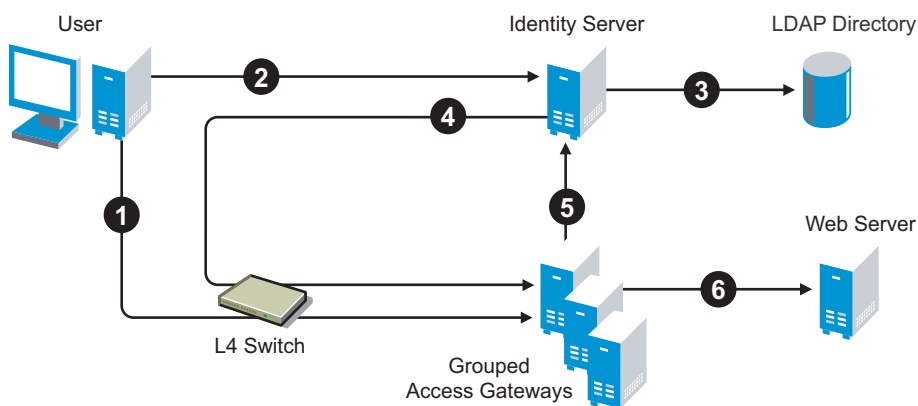 User
Identity Server
LDAP Directory
2
3
4
1
5
Web Server
6
L4 Switch
Grouped
Access Gateways